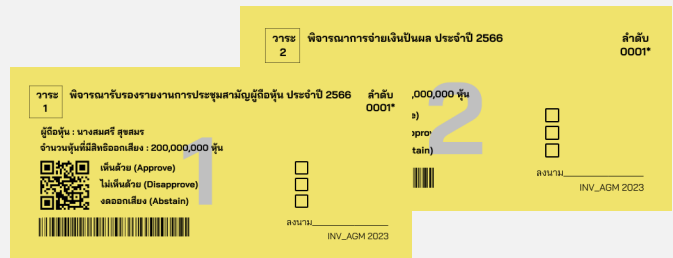 วาระ
2
พิจารณาการจ่ายเงินปันผล ประจำปี 2566
ลำดับ
0001*
,000,000 หุ้น
2
ลงนาม
INV_AGM 2023
วาระ
1
พิจารณารับรองรายงานการประชุมสามัญผู้ถือหุ้น ประจำปี 2566
ลำดับ
0001*
ผู้ถือหุ้น : นางสมศรี สุขสมร
จำนวนหุ้นที่มีสิทธิออกเสียง : 200,000,000 หุ้น
1
เห็นด้วย (Approve)
ไม่เห็นด้วย (Disapprove)
งดออกเสียง (Abstain)
ลงนาม
INV_AGM 2023